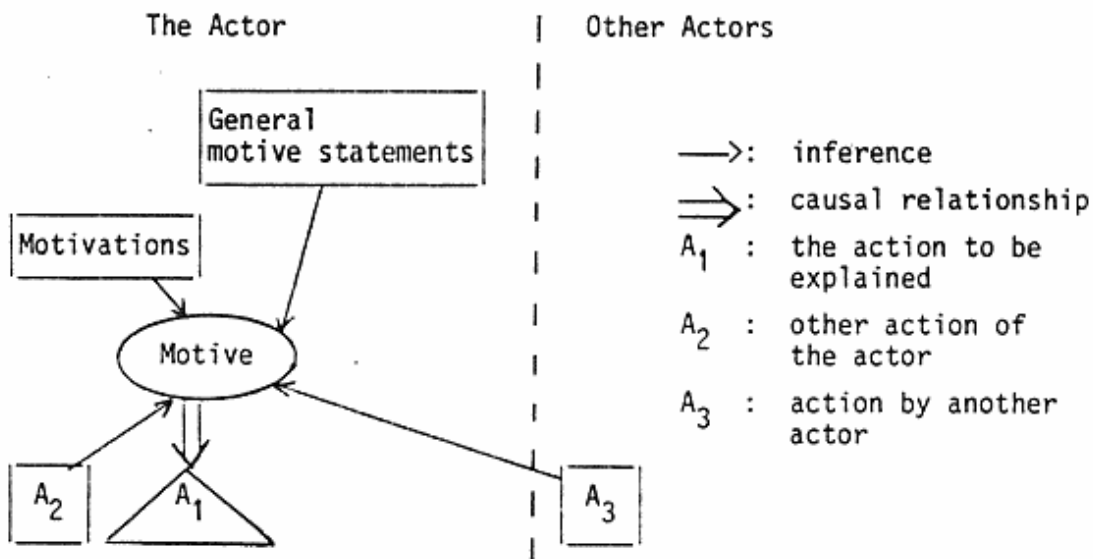 The Actor
Other Actors
General
motive statements
Motivations
Motive
A2
A1
A3
: inference
: causal relationship
A1 : the action to be
explained
A2 : other action of
the actor
A3 : action by another
actor